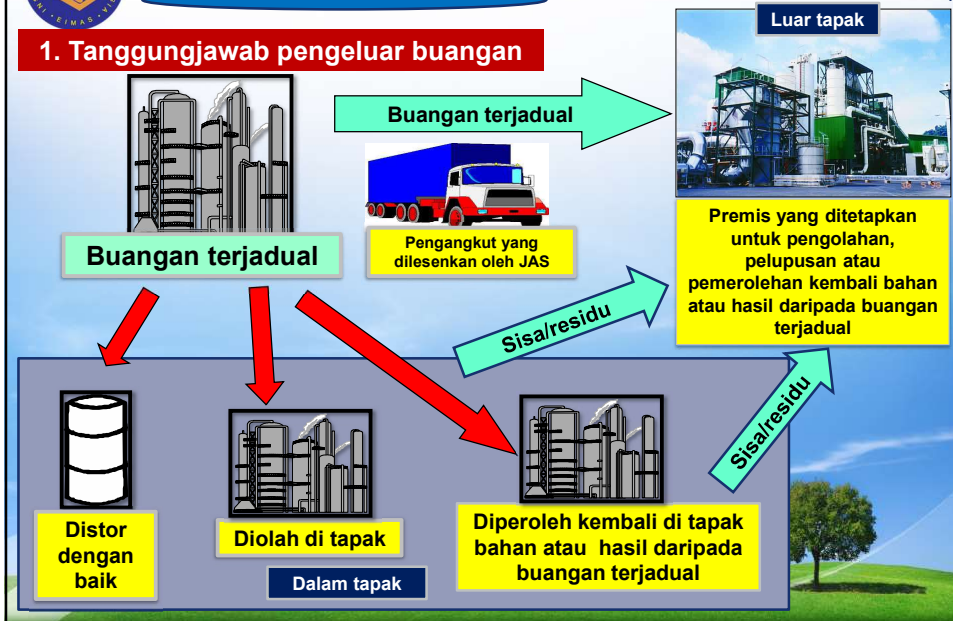 EIMAS
Luar tapak
1. Tanggungjawab pengeluar buangan
Buangan terjadual
Pengangkut yang
dilesenkan oleh JAS
Buangan terjadual
Premis yang ditetapkan
untuk pengolahan,
pelupusan atau
pemerolehan kembali bahan
atau hasil daripada buangan
terjadual
Sisa/residu
Sisa/residu
Distor
dengan
baik
Diolah di tapak
Diperoleh kembali di tapak
bahan atau hasil daripada
buangan terjadual
Dalam tapak